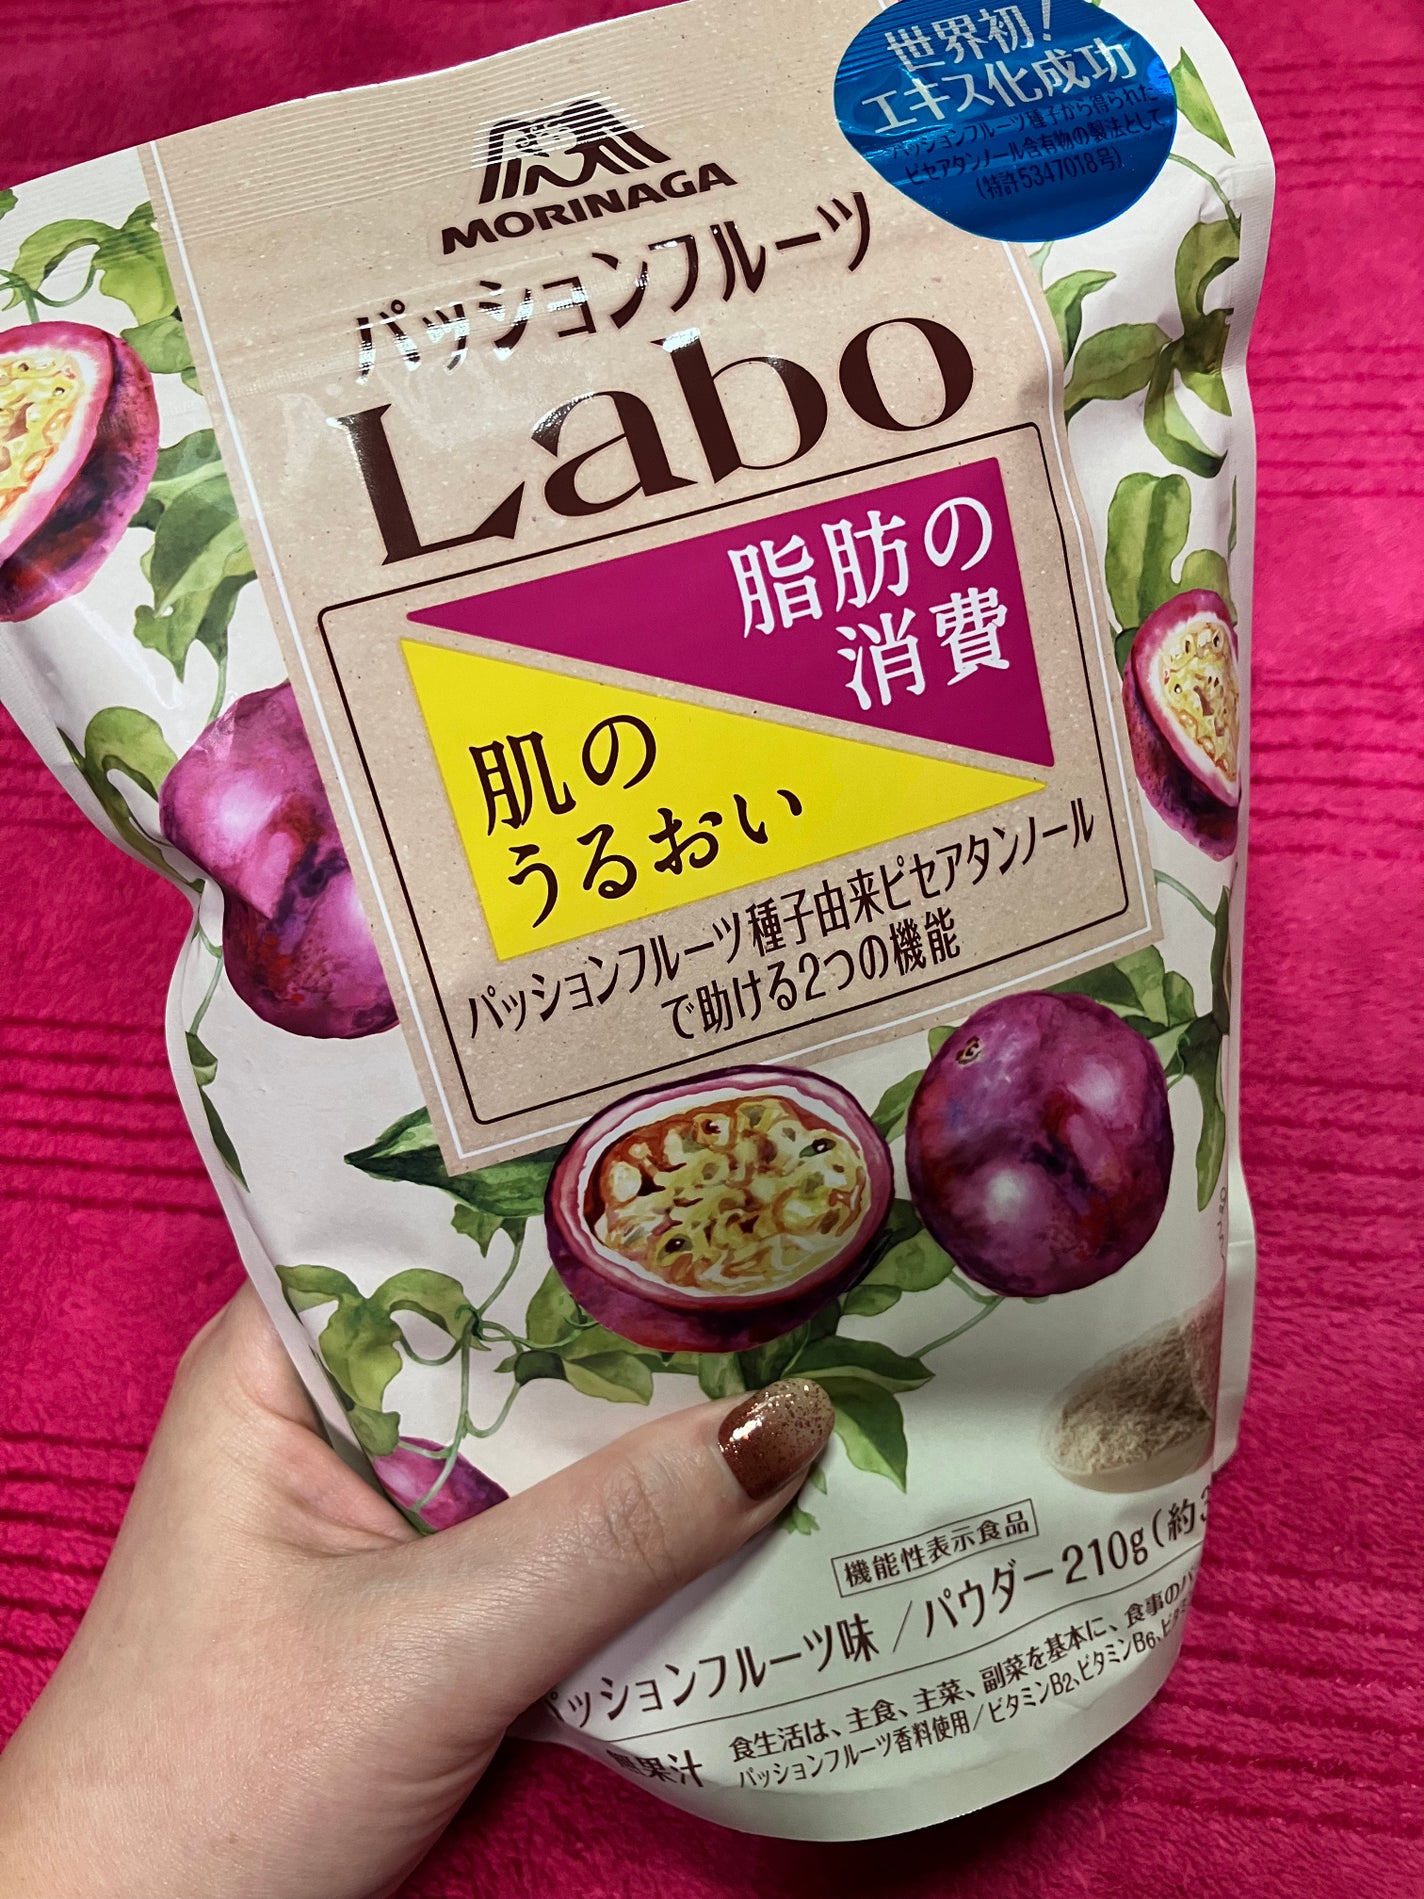 世界初!
エキス化成功
パッションフルーツ種子から得られた
ピセアタンノール含有物の製法として
(特許5347018号)
MORINAGA
パッションフルーツ
Labo
脂肪の
消費
肌の
うるおい
パッションフルーツ種子由来ピセアタンノール
で助ける2つの機能
機能性表示食品
パッションフルーツ味/パウダー210g(約3
無果汁
食生活は、主食、主菜、副菜を基本に、食事のバ
パッションフルーツ香料使用/ビタミンB2、ビタミンB6、ビタミ